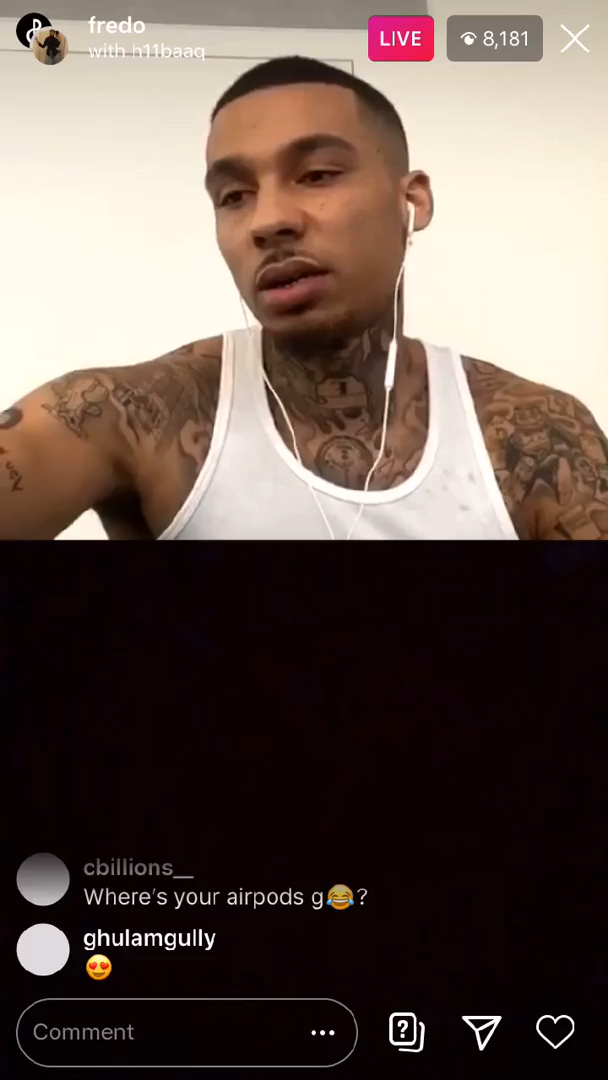 fredo
with h11baaq
LIVE
8,181
cbillions__
Where's your airpods g😂?
ghulamgully
😍
Comment